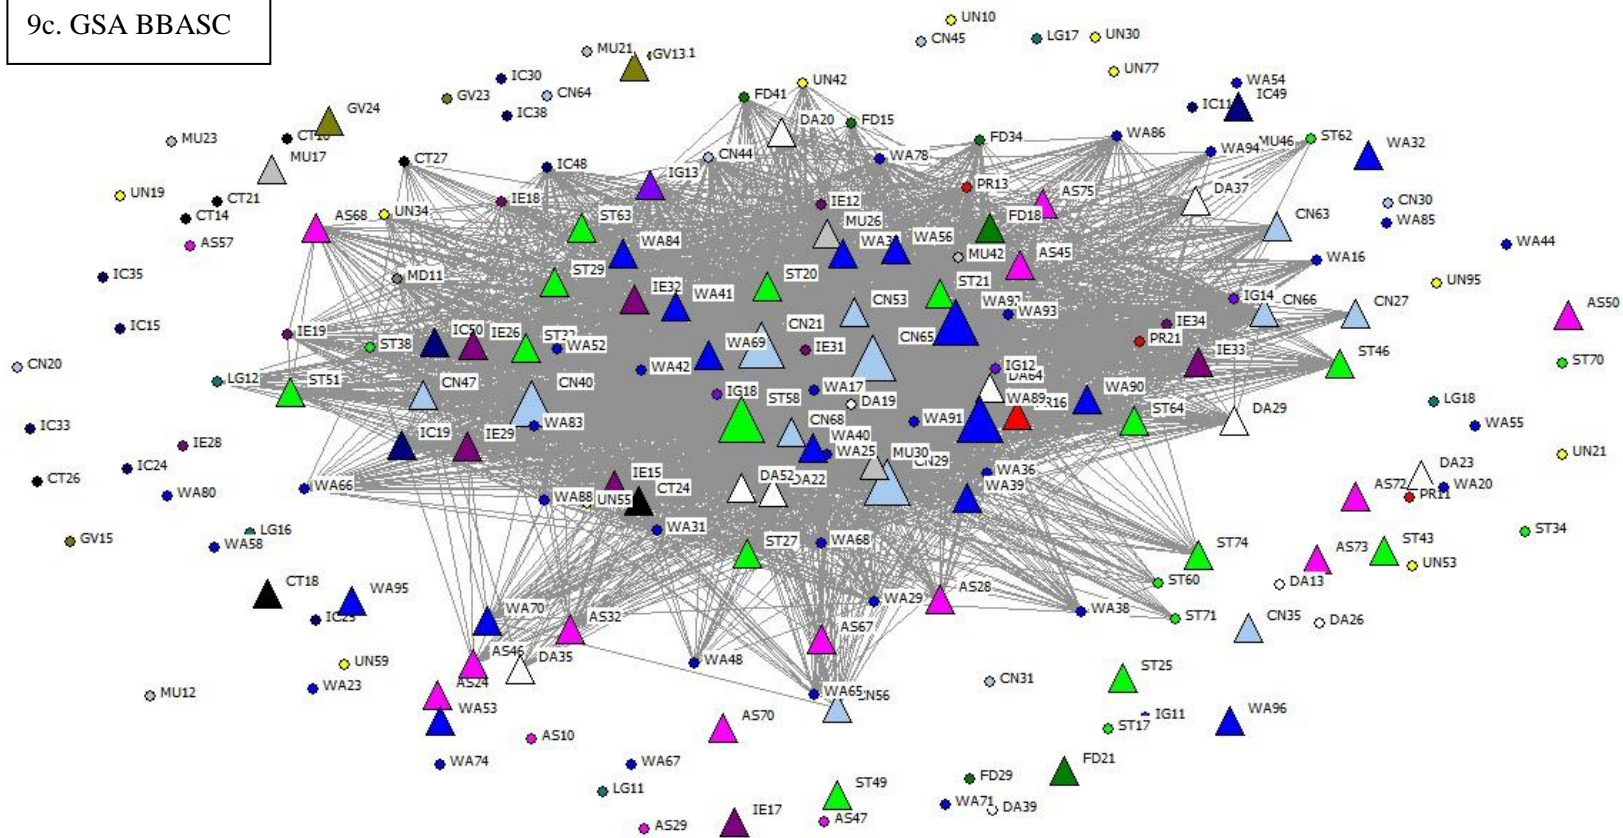 9c. GSA BBASC
UN10
CN45
LG17
UN30
MU21
GV13.1
UN77
IC30
CN64
GV23
IC38
UN42
FD41
WA54
IC49
IC11
GV24
DA20
FD15
MU23
MU17
CT27
IC48
CN44
WA78
FD34
WA86
WA94
MU46
ST62
WA32
UN19
CT21
CT14
AS57
AS68
UN34
IE18
IG13
ST63
IE12
MU26
PR13
FD18
AS75
DA37
CN63
CN30
WA85
WA84
WA56
MU42
AS45
WA16
WA44
IC35
MD11
ST29
IE32
WA41
ST20
CN53
ST21
WA93
IG14
CN66
CN27
UN95
AS50
IC15
IE19
ST38
IC50
IE26
WA52
WA69
CN21
IE31
CN65
PR21
IE34
IE33
ST46
ST70
CN20
LG12
ST51
CN47
CN40
WA42
IG18
ST58
WA17
DA19
IG12
DA64
WA89
WA90
ST64
DA29
LG18
WA55
IC33
IE28
IC19
IE29
WA83
CN68
WA40
WA25
WA91
UN21
IC24
CT26
WA80
WA66
IE15
CT24
WA88
UN55
DA52
DA22
MU30
CN29
WA36
WA39
AS72
DA23
WA20
PR11
GV15
LG16
WA58
WA31
ST27
WA68
ST74
AS73
ST43
UN53
ST34
CT18
WA95
ST60
DA13
WA70
AS32
AS67
WA29
AS28
WA38
ST71
CN35
DA26
UN59
WA23
MU12
AS46
AS24
DA35
WA53
WA48
WA65
CN56
CN31
ST25
IG11
ST17
WA96
AS10
AS70
WA74
WA67
LG11
AS29
IE17
ST49
AS47
FD29
WA71
DA39
FD21